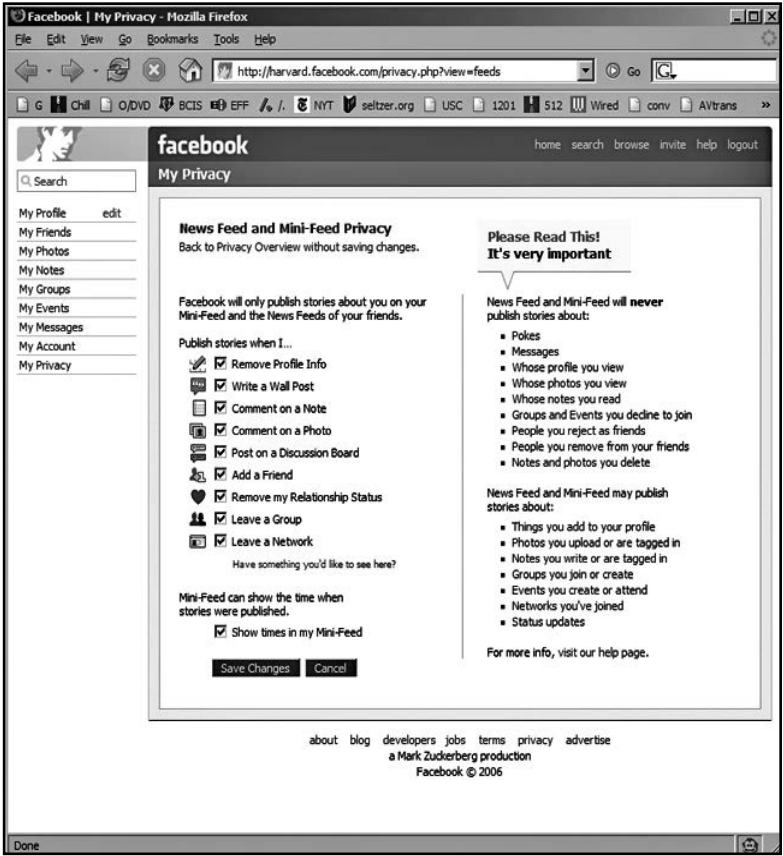 Facebook | My Privacy - Mozilla Firefox
File Edit View Go Bookmarks Tools Help
http://harvard.facebook.com/privacy.php?view=feeds Go G
G Chill O/DVD BCIS EFF /. NYT seltzer.org USC 1201 512 Wired conv AVtrans »
facebook
home search browse invite help logout
My Privacy
Search
My Profile edit
My Friends
My Photos
My Notes
My Groups
My Events
My Messages
My Account
My Privacy
News Feed and Mini-Feed Privacy
Back to Privacy Overview without saving changes.
Facebook will only publish stories about you on your
Mini-Feed and the News Feeds of your friends.
Publish stories when I...
Remove Profile Info
Write a Wall Post
Comment on a Note
Comment on a Photo
Post on a Discussion Board
Add a Friend
Remove my Relationship Status
Leave a Group
Leave a Network
Have something you'd like to see here?
Mini-Feed can show the time when
stories were published.
Show times in my Mini-Feed
Save Changes Cancel
Please Read This!
It's very important
News Feed and Mini-Feed will never
publish stories about:
Pokes
Messages
Whose profile you view
Whose photos you view
Whose notes you read
Groups and Events you decline to join
People you reject as friends
People you remove from your friends
Notes and photos you delete
News Feed and Mini-Feed may publish
stories about:
Things you add to your profile
Photos you upload or are tagged in
Notes you write or are tagged in
Groups you join or create
Events you create or attend
Networks you've joined
Status updates
For more info, visit our help page.
about blog developers jobs terms privacy advertise
a Mark Zuckerberg production
Facebook © 2006
Done